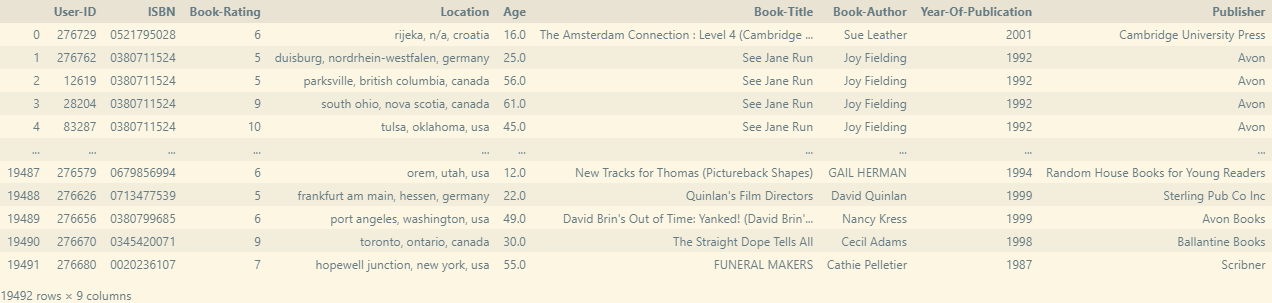 User-ID ISBN Book-Rating Location Age Book-Title Book-Author Year-Of-Publication Publisher
0 276729 0521795028 6 rijeka, n/a, croatia 16.0 The Amsterdam Connection : Level 4 (Cambridge ... Sue Leather 2001 Cambridge University Press
1 276762 0380711524 5 duisburg, nordrhein-westfalen, germany 25.0 See Jane Run Joy Fielding 1992 Avon
2 12619 0380711524 5 parksville, british columbia, canada 56.0 See Jane Run Joy Fielding 1992 Avon
3 28204 0380711524 9 south ohio, nova scotia, canada 61.0 See Jane Run Joy Fielding 1992 Avon
4 83287 0380711524 10 tulsa, oklahoma, usa 45.0 See Jane Run Joy Fielding 1992 Avon
... ... ... ... ... ... ... ... ... ...
19487 276579 0679856994 6 orem, utah, usa 12.0 New Tracks for Thomas (Pictureback Shapes) GAIL HERMAN 1994 Random House Books for Young Readers
19488 276626 0713477539 5 frankfurt am main, hessen, germany 22.0 Quinlan's Film Directors David Quinlan 1999 Sterling Pub Co Inc
19489 276656 0380799685 6 port angeles, washington, usa 49.0 David Brin's Out of Time: Yanked! (David Brin'... Nancy Kress 1999 Avon Books
19490 276670 0345420071 9 toronto, ontario, canada 30.0 The Straight Dope Tells All Cecil Adams 1998 Ballantine Books
19491 276680 0020236107 7 hopewell junction, new york, usa 55.0 FUNERAL MAKERS Cathie Pelletier 1987 Scribner
19492 rows × 9 columns